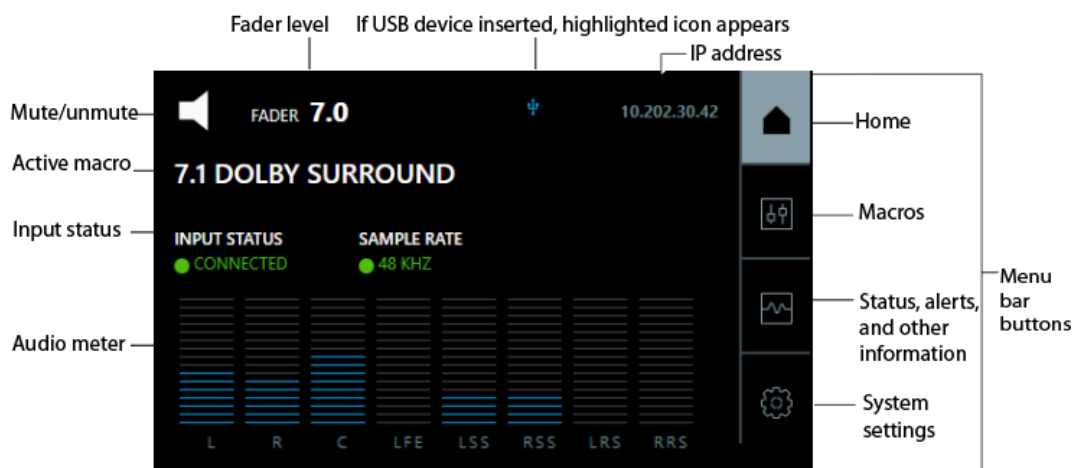 Fader level
If USB device inserted, highlighted icon appears
IP address
Mute/unmute
FADER 7.0
10.202.30.42
Home
Active macro
7.1 DOLBY SURROUND
Macros
Input status
INPUT STATUS
SAMPLE RATE
CONNECTED
48 KHZ
Menu
bar
buttons
Status, alerts,
and other
information
Audio meter
System
settings
L R C LFE LSS RSS LRS RRS